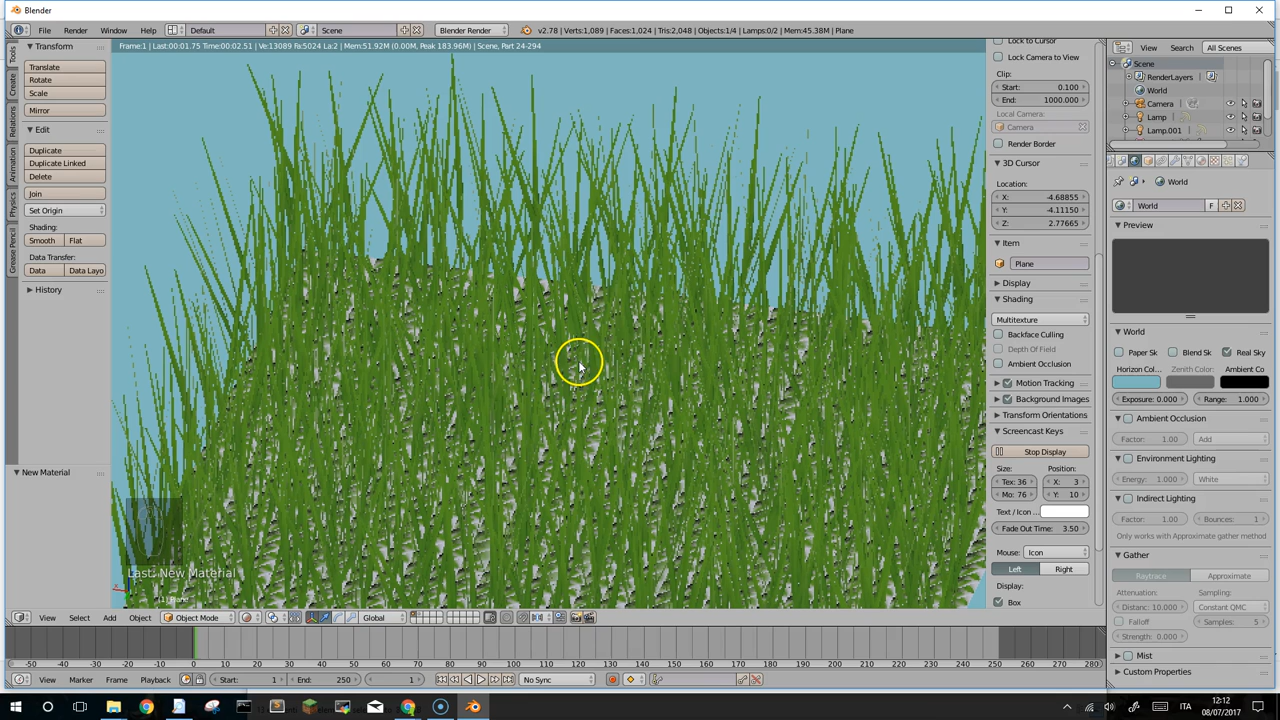 Blender
File Render Window Help Default Scene Blender Render v2.78 | Verts:1,089 | Faces:1,024 | Tris:2,048 | Objects:1/4 | Lamps:0/2 | Mem:45.38M | Plane
Frame:1 | Last:00:01.75 Time:00:02.51 | Ve:13089 Fa:5024 La:2 | Mem:51.92M (0.00M, Peak 183.96M) | Scene, Part 24-294
Tools
Create
Relations
Animation
Physics
Grease Pencil
Transform
Translate
Rotate
Scale
Mirror
Edit
Duplicate
Duplicate Linked
Delete
Join
Set Origin
Shading:
Smooth Flat
Data Transfer:
Data Data Layo
History
New Material
Last: New Material
(1) Plane
Lock to Cursor
Lock Camera to View
Clip:
Start: 0.100
End: 1000.000
Local Camera:
Camera
Render Border
3D Cursor
Location:
X: -4.68855
Y: -4.11150
Z: 2.77665
Item
Plane
Display
Shading
Multitexture
Backface Culling
Depth Of Field
Ambient Occlusion
Motion Tracking
Background Images
Transform Orientations
Screencast Keys
Stop Display
Size: Position:
Tex: 36 X: 3
Mo: 76 Y: 10
Text / Icon ...
Fade Out Time: 3.50
Mouse: Icon
Left Right
Display:
Box
View Search All Scenes
Scene
RenderLayers
World
Camera
Lamp
Lamp.001
World
World F
Preview
World
Paper Sk Blend Sk Real Sky
Horizon Col... Zenith Color: Ambient Co
Exposure: 0.000 Range: 1.000
Ambient Occlusion
Factor: 1.00 Add
Environment Lighting
Energy: 1.000 White
Indirect Lighting
Factor: 1.00 Bounces: 1
Only works with Approximate gather method
Gather
Raytrace Approximate
Attenuation: Sampling:
Distanc: 10.000 Constant QMC
Falloff Samples: 5
Strength: 0.000
Mist
Custom Properties
View Select Add Object Object Mode Global
-50 -40 -30 -20 -10 0 10 20 30 40 50 60 70 80 90 100 110 120 130 140 150 160 170 180 190 200 210 220 230 240 250 260 270 280
View Marker Frame Playback Start: 1 End: 250 1 No Sync
ITA 12:12
08/07/2017